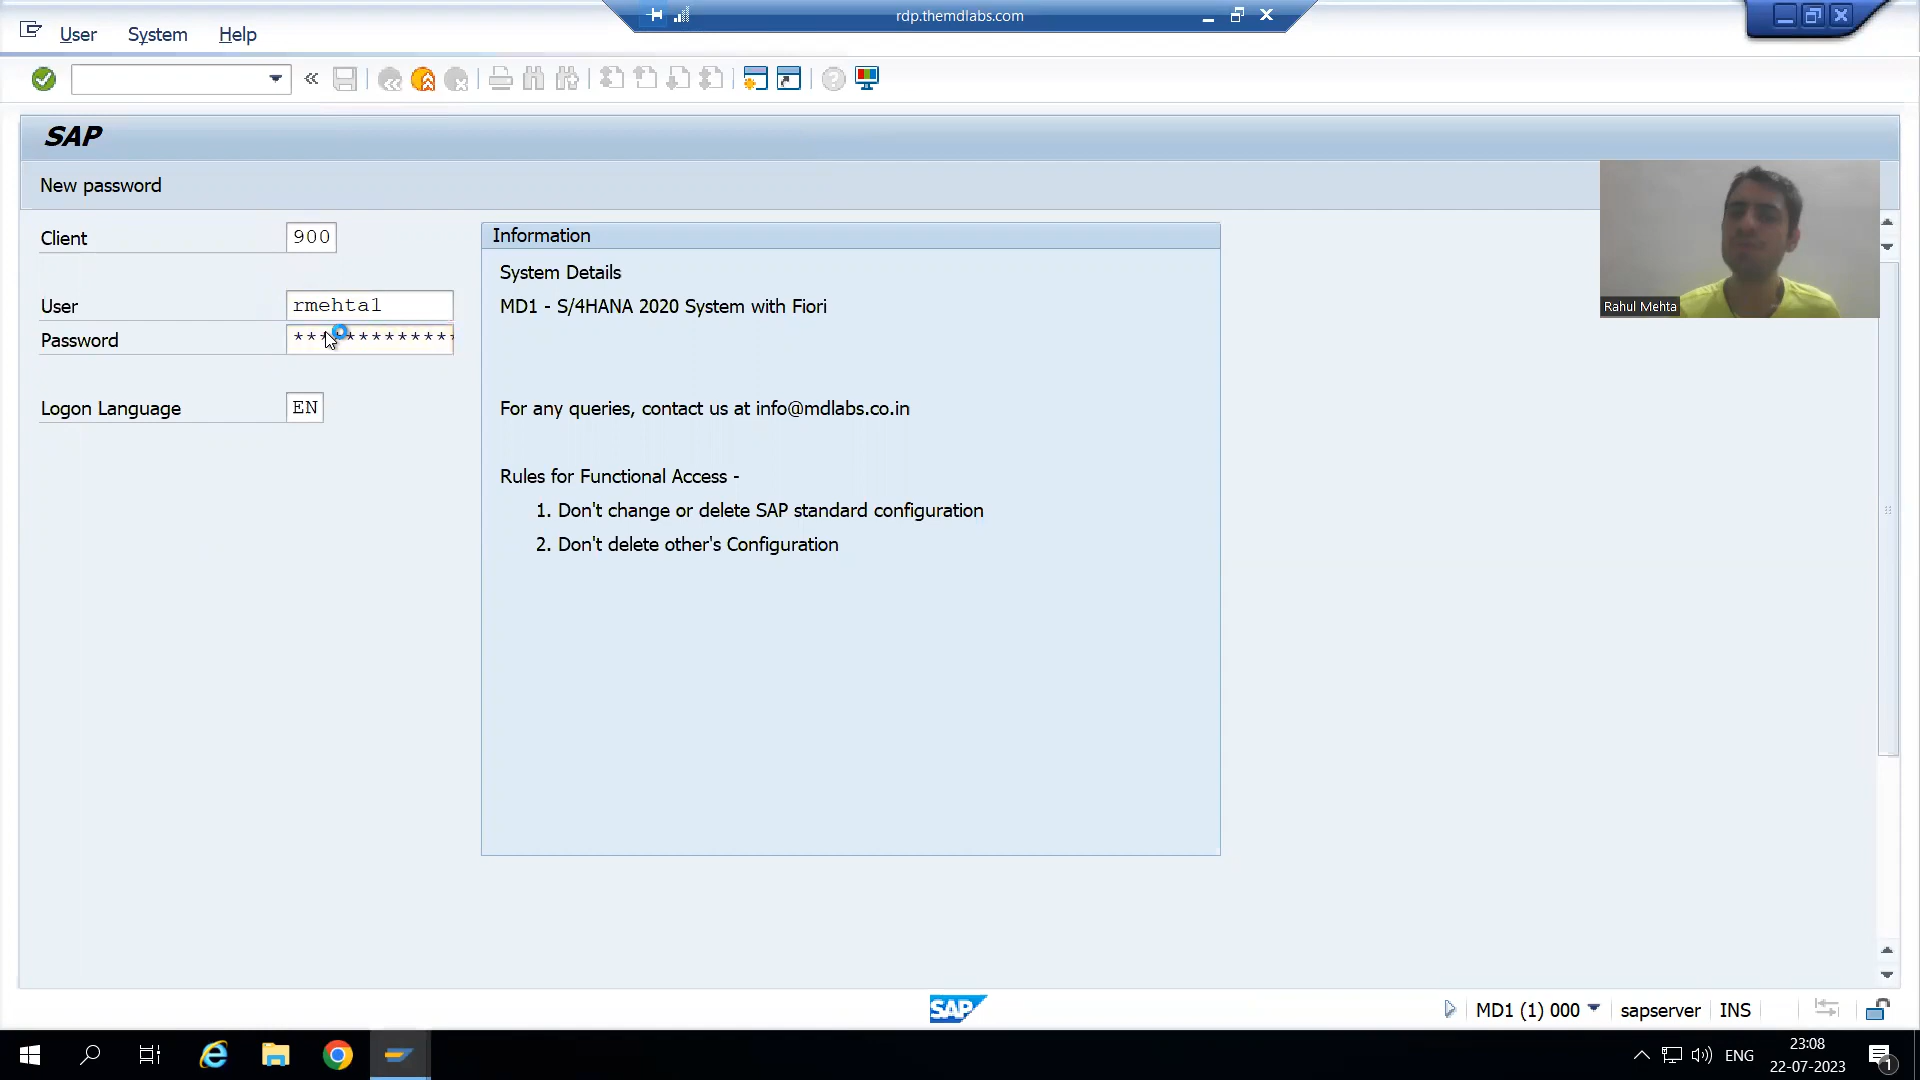 rdp.themdlabs.com
User System Help
SAP
New password
Client 900
User rmehta1
Password *************
Logon Language EN
Information
System Details
MD1 - S/4HANA 2020 System with Fiori
For any queries, contact us at info@mdlabs.co.in
Rules for Functional Access -
1. Don't change or delete SAP standard configuration
2. Don't delete other's Configuration
Rahul Mehta
SAP
MD1 (1) 000 sapserver INS
ENG
23:08
22-07-2023
1